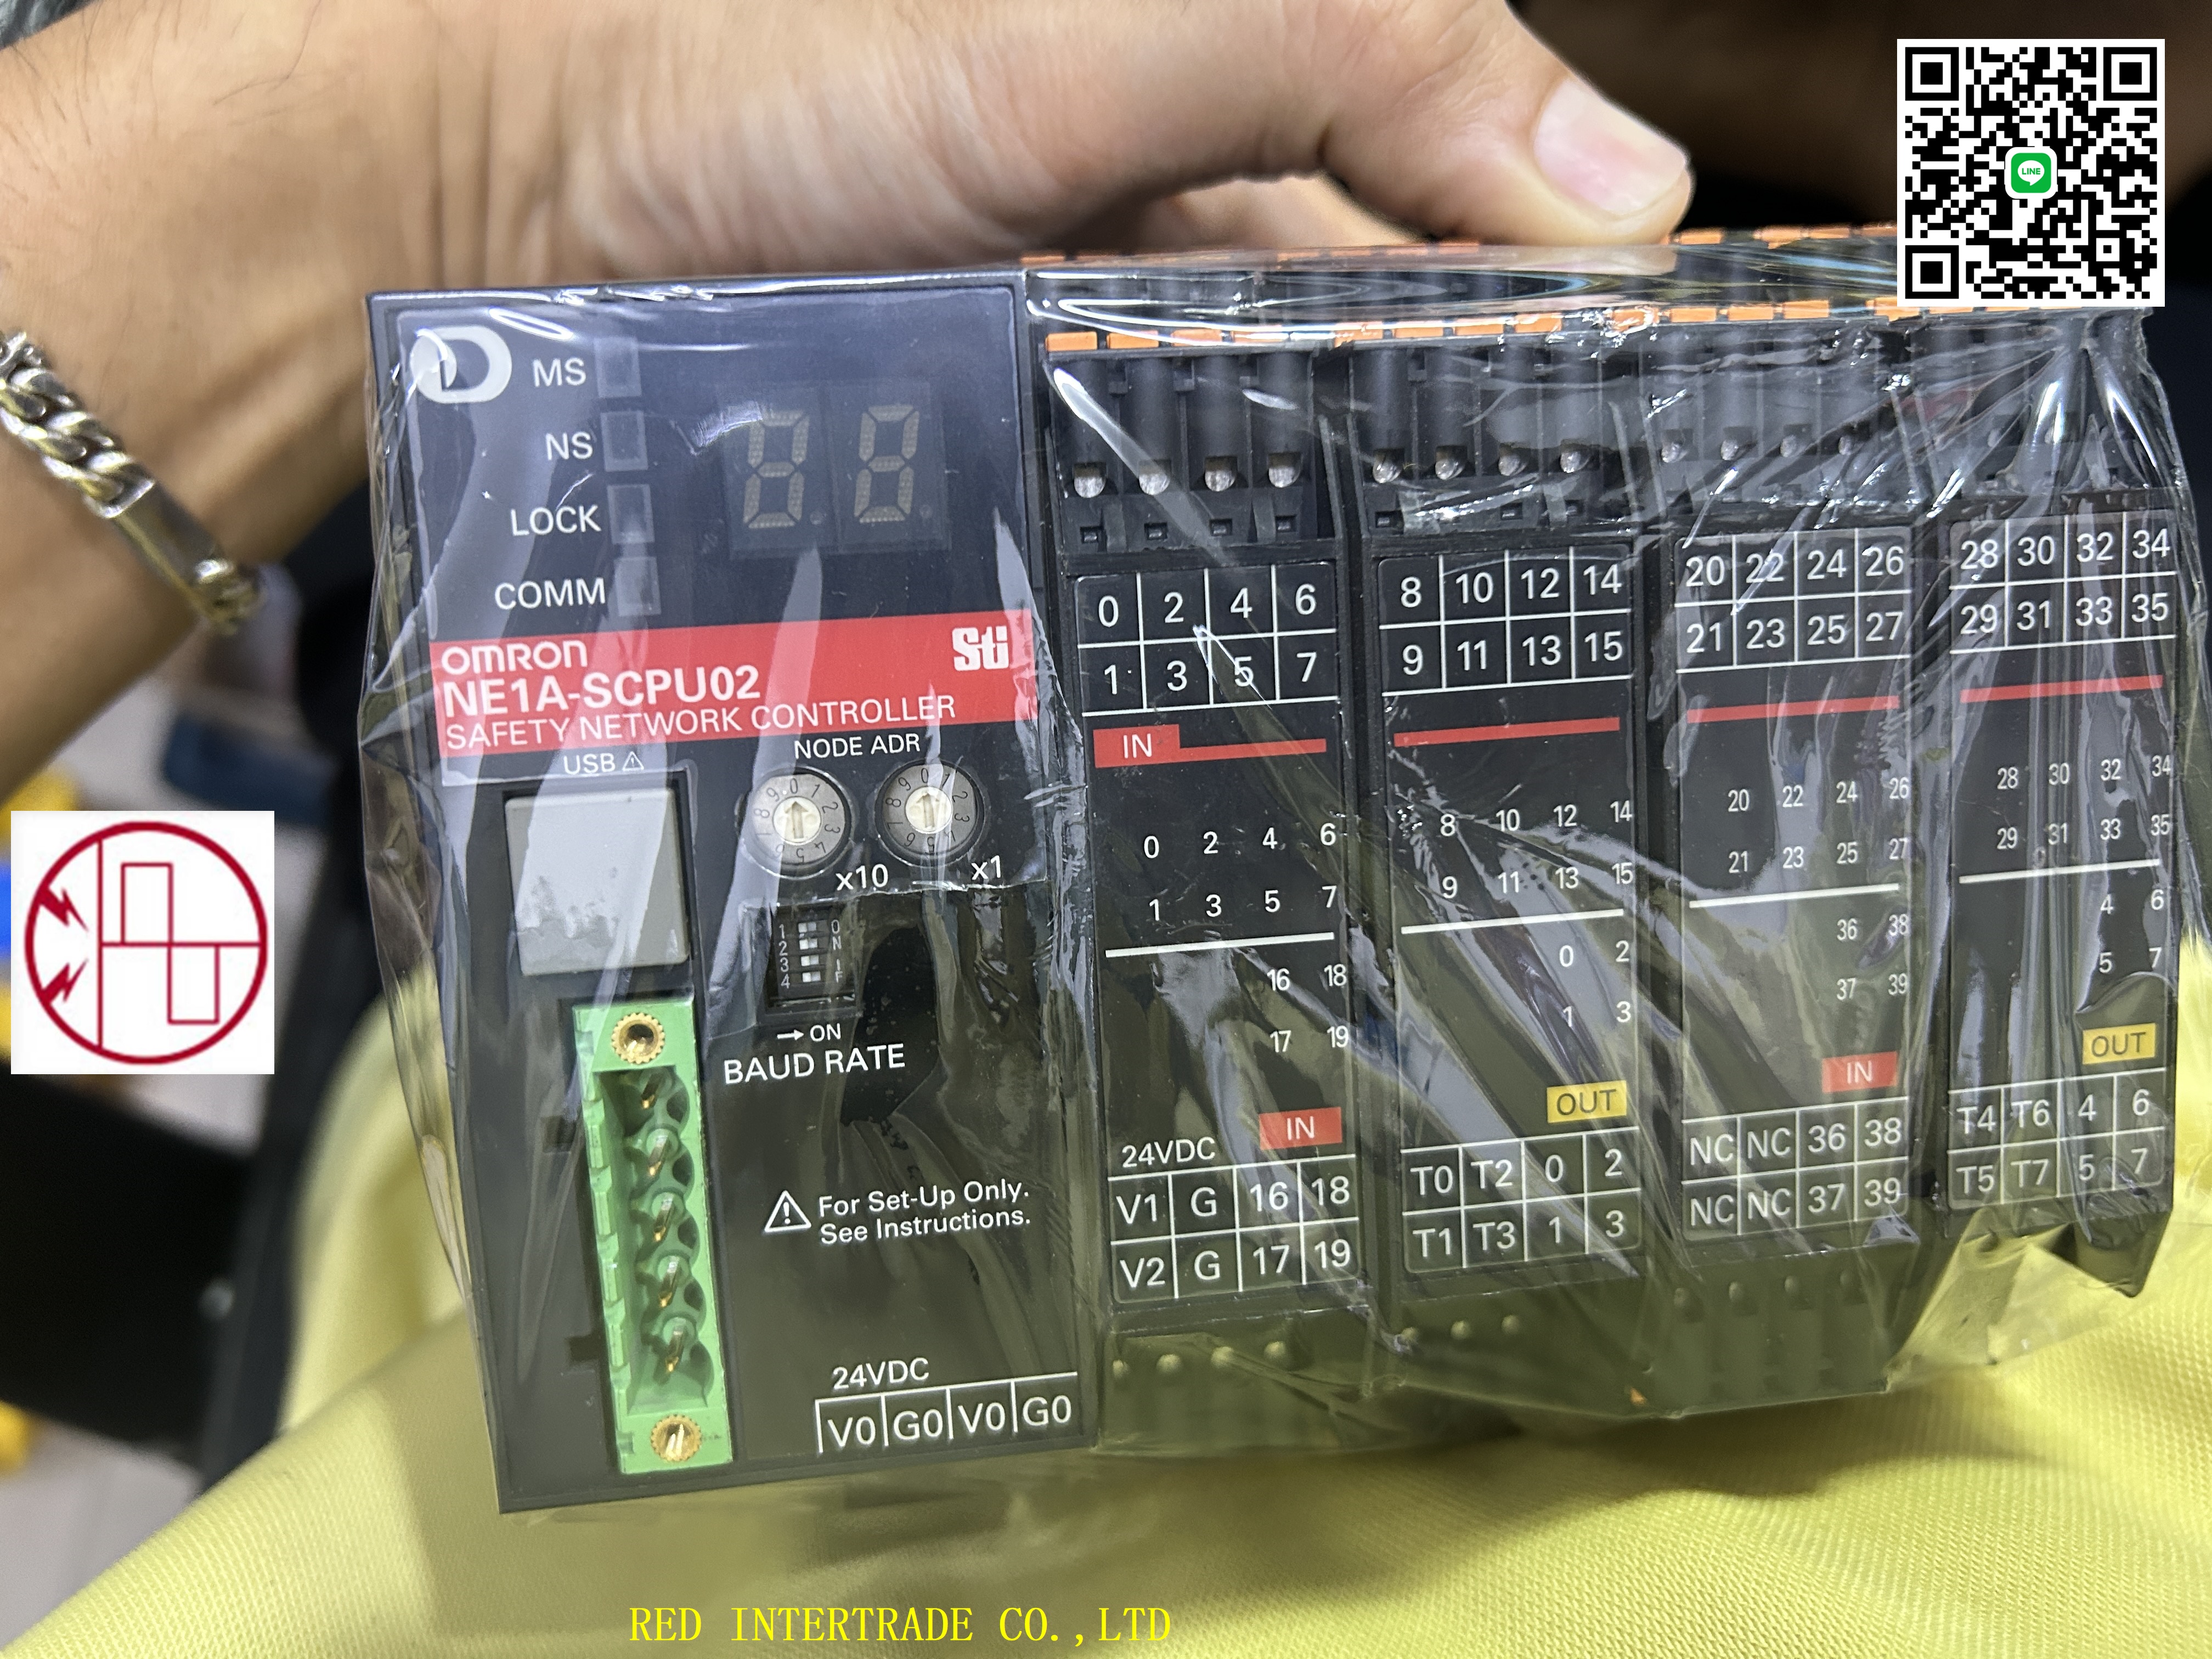 LINE
D
MS
NS
LOCK
COMM
OMRON
Sti
NE1A-SCPU02
SAFETY NETWORK CONTROLLER
USB
NODE ADR
x10 x1
1
2
3
4
ON
BAUD RATE
For Set-Up Only.
See Instructions.
24VDC
V0 G0 V0 G0
0 2 4 6
1 3 5 7
IN
0 2 4 6
1 3 5 7
16 18
17 19
IN
24VDC
V1 G 16 18
V2 G 17 19
8 10 12 14
9 11 13 15
8 10 12 14
9 11 13 15
0 2
1 3
OUT
T0 T2 0 2
T1 T3 1 3
20 22 24 26
21 23 25 27
20 22 24 26
21 23 25 27
36 38
37 39
IN
NC NC 36 38
NC NC 37 39
28 30 32 34
29 31 33 35
28 30 32 34
29 31 33 35
4 6
5 7
OUT
T4 T6 4 6
T5 T7 5 7
RED INTERTRADE CO.,LTD